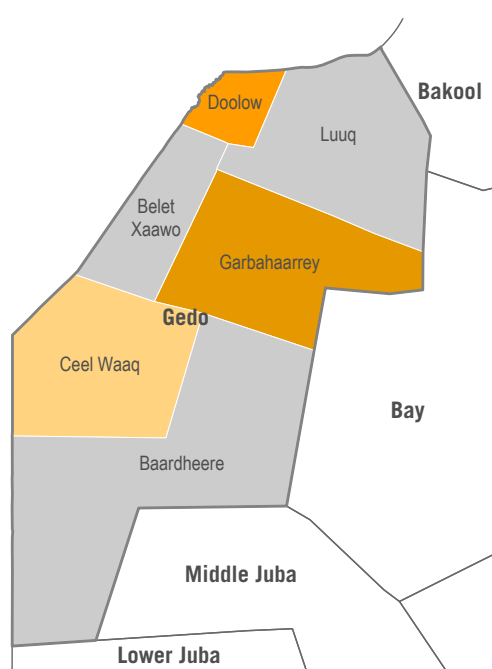 Doolow
Bakool
Luuq
Belet
Xaawo
Garbahaarrey
Gedo
Ceel Waaq
Bay
Baardheere
Middle Juba
Lower Juba